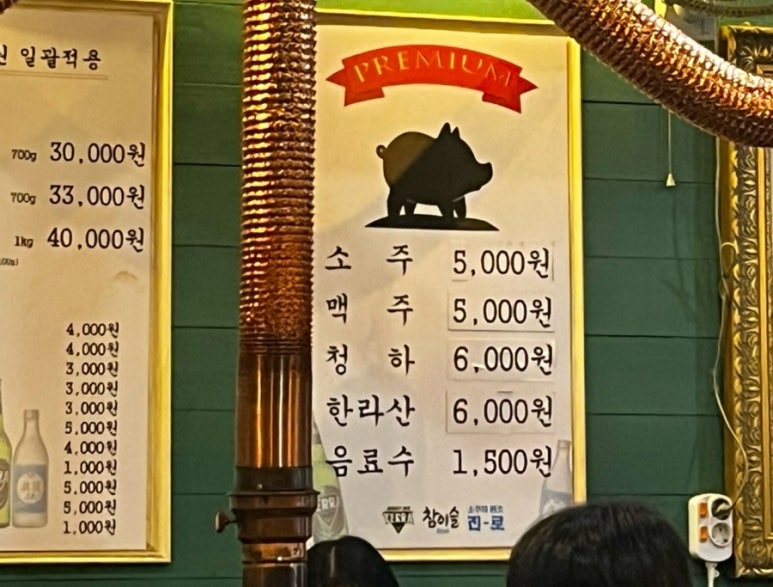 일괄적용
700g 30,000원
700g 33,000원
1kg 40,000원
4,000원
4,000원
3,000원
3,000원
3,000원
5,000원
4,000원
1,000원
5,000원
5,000원
1,000원
PREMIUM
소 주 5,000원
맥 주 5,000원
청 하 6,000원
한라산 6,000원
음료수 1,500원
TERRA 참이슬 소주의 원조 진-로